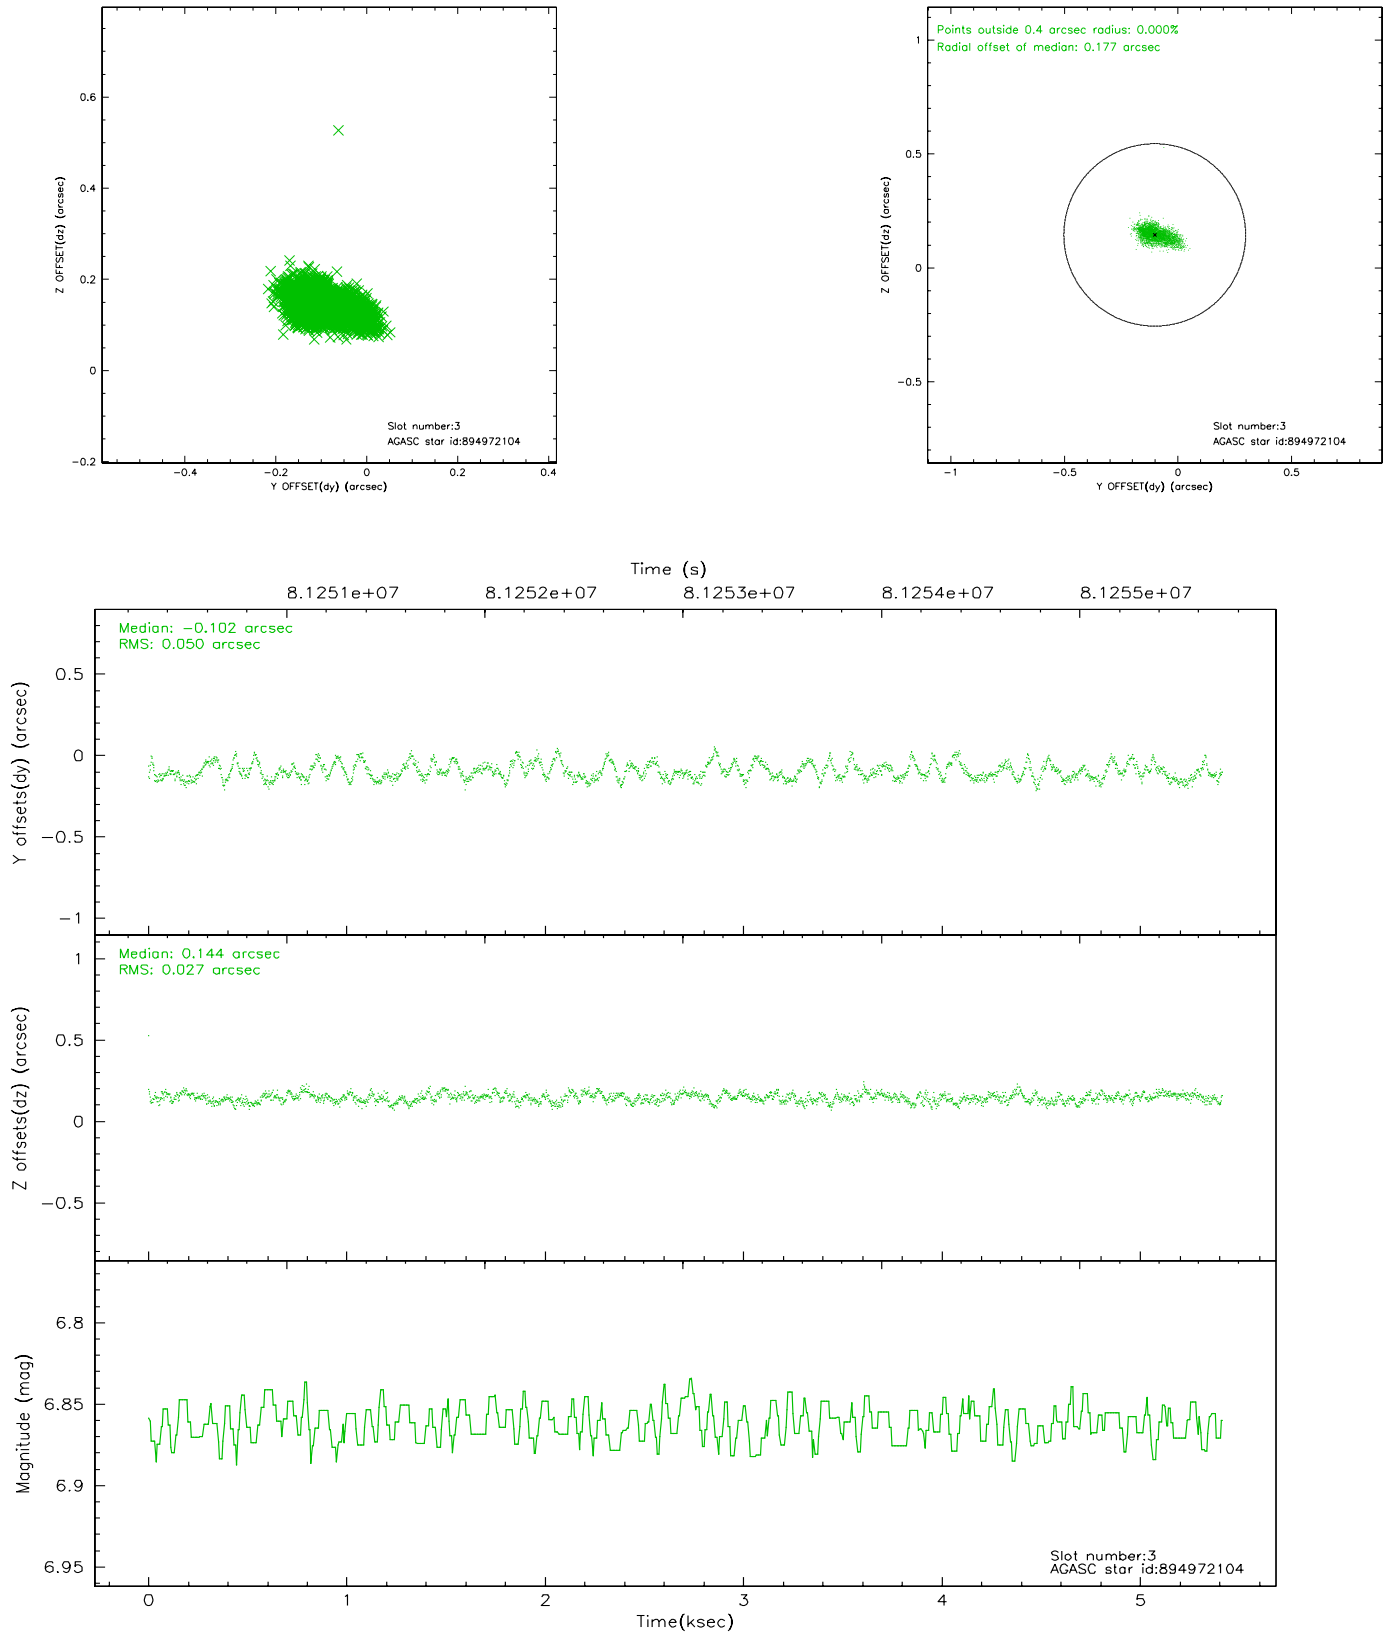 0.6
0.4
0.2
0
−0.2
Z OFFSET(dz) (arcsec)
Slot number:3
AGASC star id:894972104
−0.4 −0.2 0 0.2 0.4
Y OFFSET(dy) (arcsec)
Points outside 0.4 arcsec radius: 0.000%
Radial offset of median: 0.177 arcsec
1
0.5
0
−0.5
Z OFFSET(dz) (arcsec)
Slot number:3
AGASC star id:894972104
−1 −0.5 0 0.5
Y OFFSET(dy) (arcsec)
Time (s)
8.1251e+07 8.1252e+07 8.1253e+07 8.1254e+07 8.1255e+07
Median: −0.102 arcsec
RMS: 0.050 arcsec
0.5
0
−0.5
−1
Y offsets(dy) (arcsec)
Median: 0.144 arcsec
RMS: 0.027 arcsec
1
0.5
0
−0.5
Z offsets(dz) (arcsec)
6.8
6.85
6.9
6.95
Magnitude (mag)
Slot number:3
AGASC star id:894972104
0 1 2 3 4 5
Time(ksec)